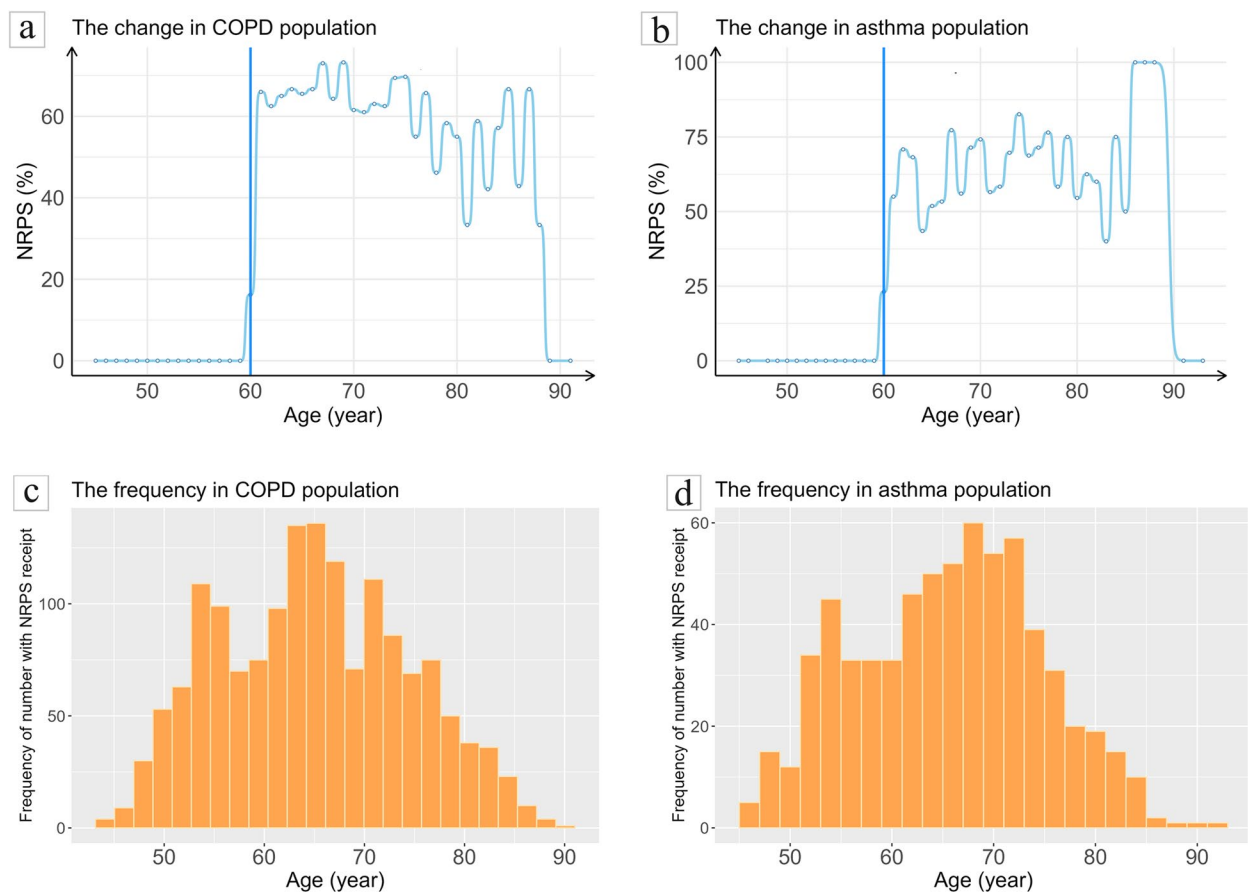 a
The change in COPD population
NRPS (%)
60
40
20
0
50 60 70 80 90
Age (year)
b
The change in asthma population
NRPS (%)
100
75
50
25
0
50 60 70 80 90
Age (year)
c
The frequency in COPD population
Frequency of number with NRPS receipt
100
50
0
50 60 70 80 90
Age (year)
d
The frequency in asthma population
Frequency of number with NRPS receipt
60
40
20
0
50 60 70 80 90
Age (year)